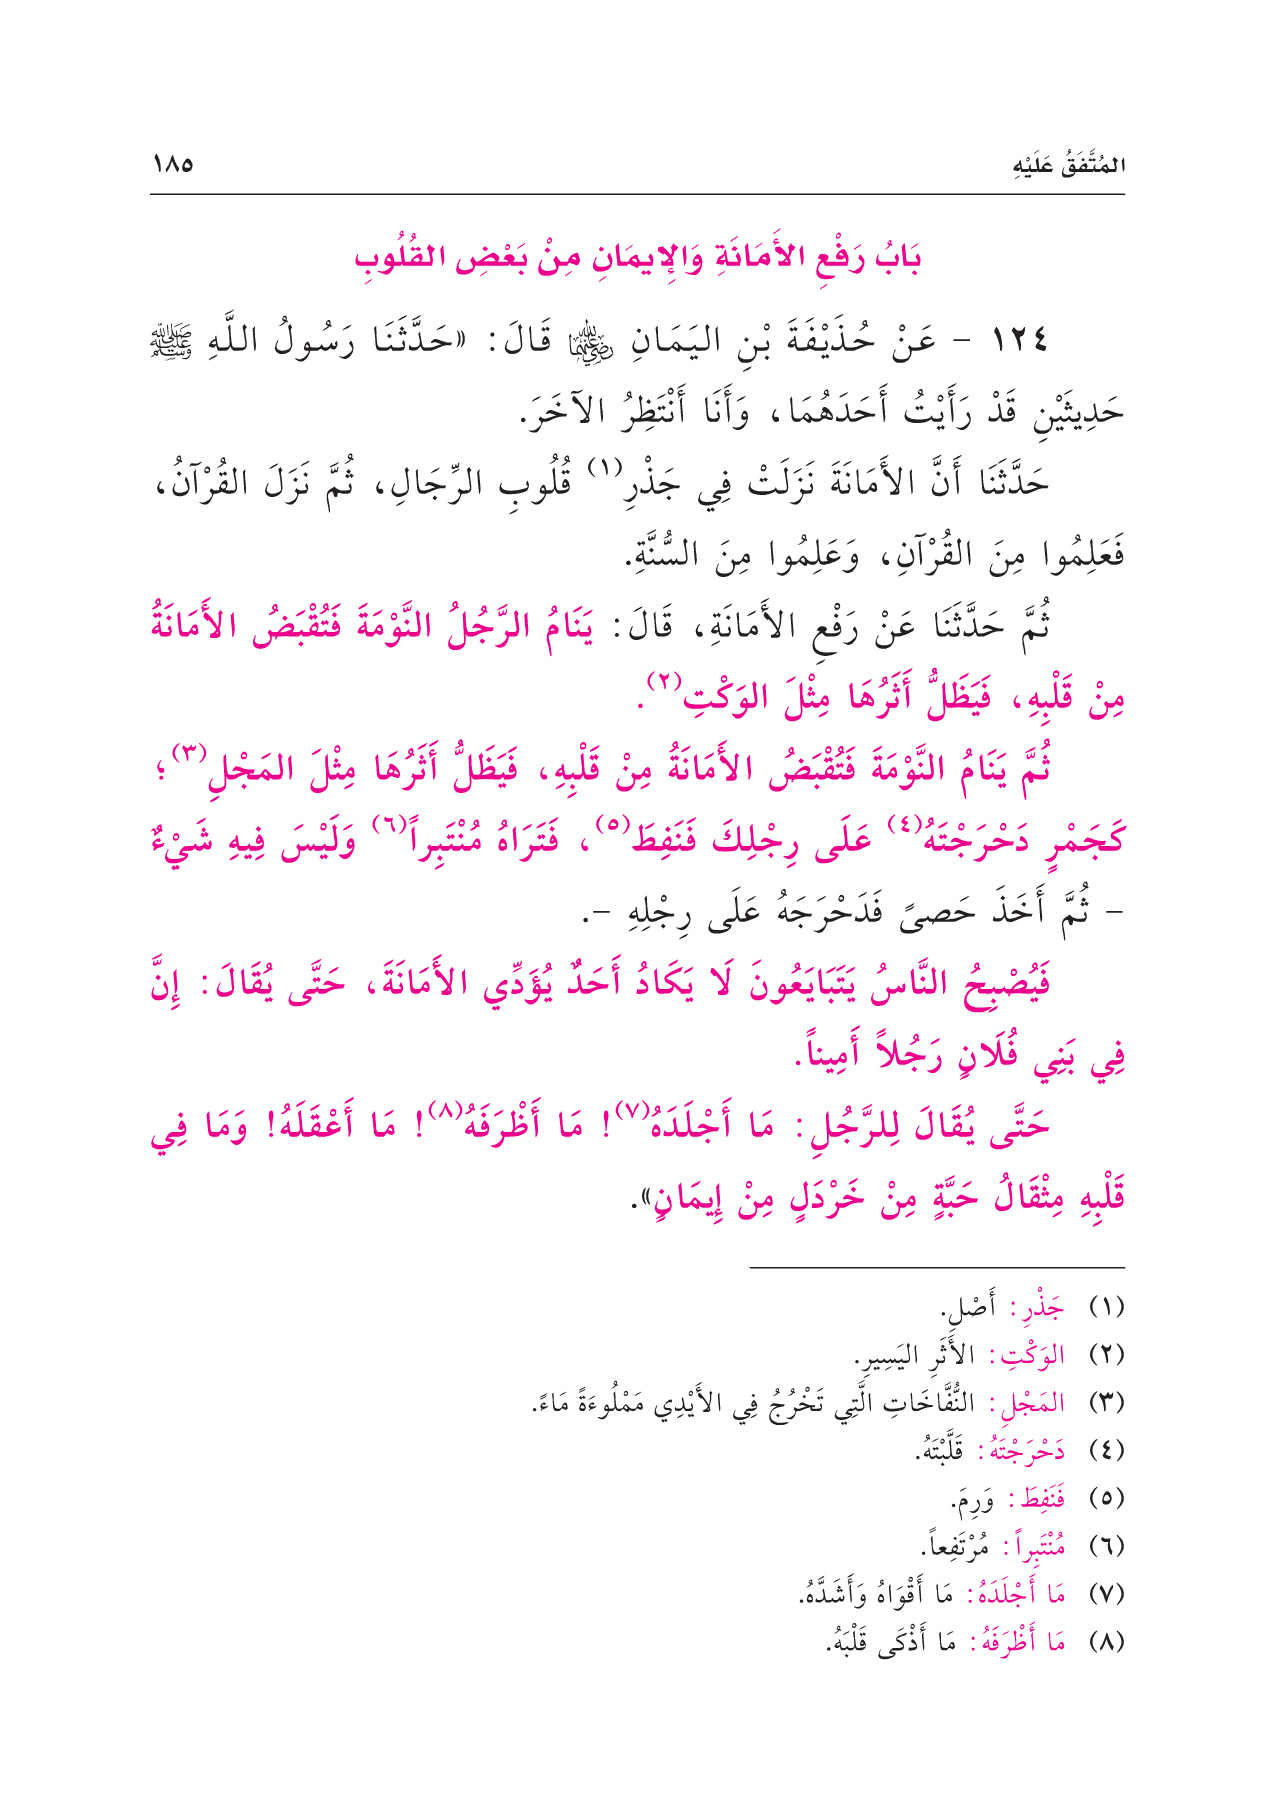 المُتَّفَقُ عَلَيْهِ ١٨٥
بَابُ رَفْعِ الأَمَانَةِ وَالإِيمَانِ مِنْ بَعْضِ القُلُوبِ
١٢٤ - عَنْ حُذَيْفَةَ بْنِ اليَمَانِ رضي الله عنهما قَالَ: «حَدَّثَنَا رَسُولُ اللَّهِ ﷺ
حَدِيثَيْنِ قَدْ رَأَيْتُ أَحَدَهُمَا، وَأَنَا أَنْتَظِرُ الآخَرَ.
حَدَّثَنَا أَنَّ الأَمَانَةَ نَزَلَتْ فِي جَذْرِ(١) قُلُوبِ الرِّجَالِ، ثُمَّ نَزَلَ القُرْآنُ،
فَعَلِمُوا مِنَ القُرْآنِ، وَعَلِمُوا مِنَ السُّنَّةِ.
ثُمَّ حَدَّثَنَا عَنْ رَفْعِ الأَمَانَةِ، قَالَ: يَنَامُ الرَّجُلُ النَّوْمَةَ فَتُقْبَضُ الأَمَانَةُ
مِنْ قَلْبِهِ، فَيَظَلُّ أَثَرُهَا مِثْلَ الوَكْتِ(٢).
ثُمَّ يَنَامُ النَّوْمَةَ فَتُقْبَضُ الأَمَانَةُ مِنْ قَلْبِهِ، فَيَظَلُّ أَثَرُهَا مِثْلَ المَجْلِ(٣)؛
كَجَمْرٍ دَحْرَجْتَهُ(٤) عَلَى رِجْلِكَ فَنَفِطَ(٥)، فَتَرَاهُ مُنْتَبِراً(٦) وَلَيْسَ فِيهِ شَيْءٌ
- ثُمَّ أَخَذَ حَصىً فَدَحْرَجَهُ عَلَى رِجْلِهِ -.
فَيُصْبِحُ النَّاسُ يَتَبَايَعُونَ لَا يَكَادُ أَحَدٌ يُؤَدِّي الأَمَانَةَ، حَتَّى يُقَالَ: إِنَّ
فِي بَنِي فُلَانٍ رَجُلاً أَمِيناً.
حَتَّى يُقَالَ لِلرَّجُلِ: مَا أَجْلَدَهُ(٧)! مَا أَظْرَفَهُ(٨)! مَا أَعْقَلَهُ! وَمَا فِي
قَلْبِهِ مِثْقَالُ حَبَّةٍ مِنْ خَرْدَلٍ مِنْ إِيمَانٍ».
(١) جَذْرِ: أَصْلِ.
(٢) الوَكْتِ: الأَثَرِ اليَسِيرِ.
(٣) المَجْلِ: النُّفَّاخَاتِ الَّتِي تَخْرُجُ فِي الأَيْدِي مَمْلُوءَةً مَاءً.
(٤) دَحْرَجْتَهُ: قَلَّبْتَهُ.
(٥) فَنَفِطَ: وَرِمَ.
(٦) مُنْتَبِراً: مُرْتَفِعاً.
(٧) مَا أَجْلَدَهُ: مَا أَقْوَاهُ وَأَشَدَّهُ.
(٨) مَا أَظْرَفَهُ: مَا أَذْكَى قَلْبَهُ.